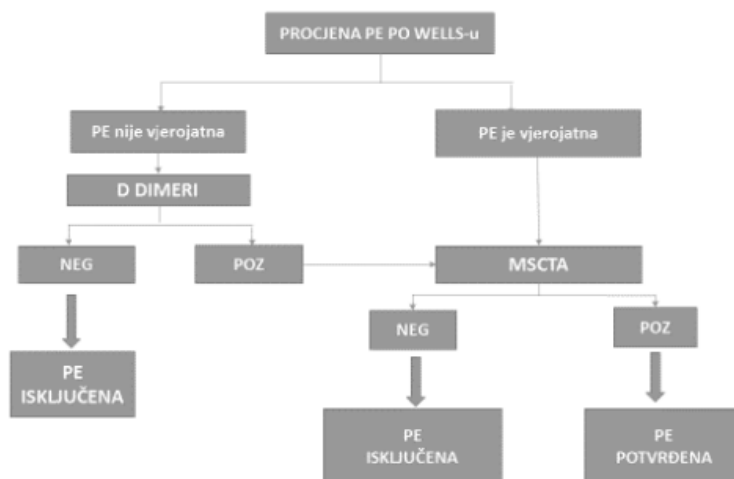 PROCJENA PE PO WELLS-u
PE nije vjerojatna
PE je vjerojatna
D DIMERI
NEG
POZ
MSCTA
NEG
POZ
PE
ISKLJUČENA
PE
ISKLJUČENA
PE
POTVRĐENA